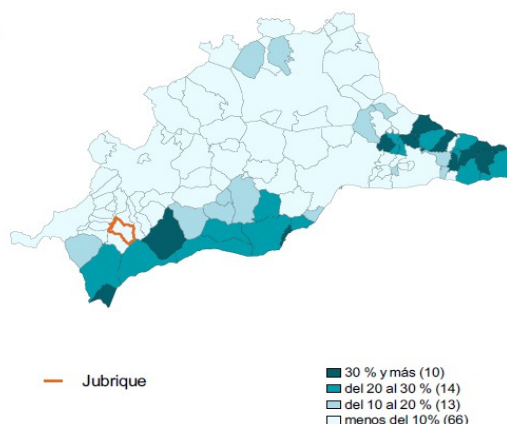 Jubrique
30 % y más (10)
del 20 al 30 % (14)
del 10 al 20 % (13)
menos del 10% (66)